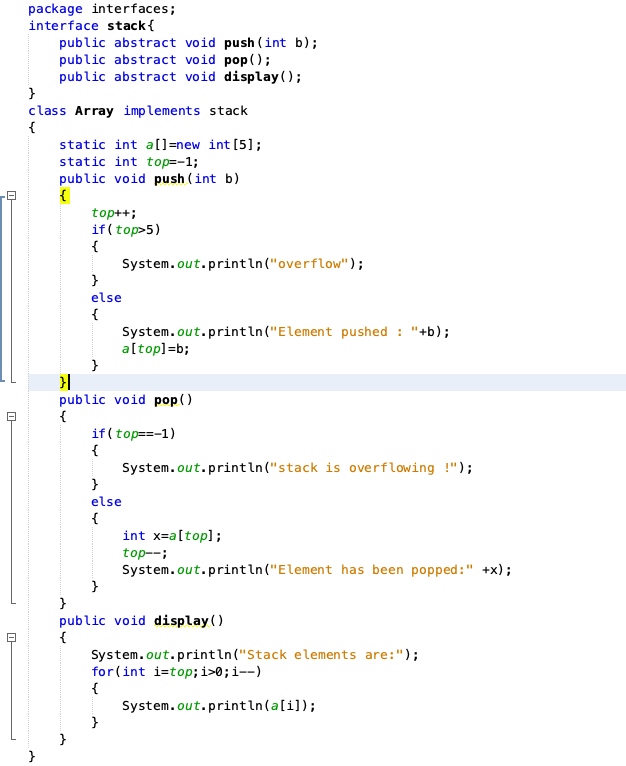 package interfaces;
interface stack{
    public abstract void push(int b);
    public abstract void pop();
    public abstract void display();
}
class Array implements stack
{
    static int a[]=new int[5];
    static int top=-1;
    public void push(int b)
    {
        top++;
        if(top>5)
        {
            System.out.println("overflow");
        }
        else
        {
            System.out.println("Element pushed : "+b);
            a[top]=b;
        }
    }
    public void pop()
    {
        if(top==-1)
        {
            System.out.println("stack is overflowing !");
        }
        else
        {
            int x=a[top];
            top--;
            System.out.println("Element has been popped:" +x);
        }
    }
    public void display()
    {
        System.out.println("Stack elements are:");
        for(int i=top;i>0;i--)
        {
            System.out.println(a[i]);
        }
    }
}